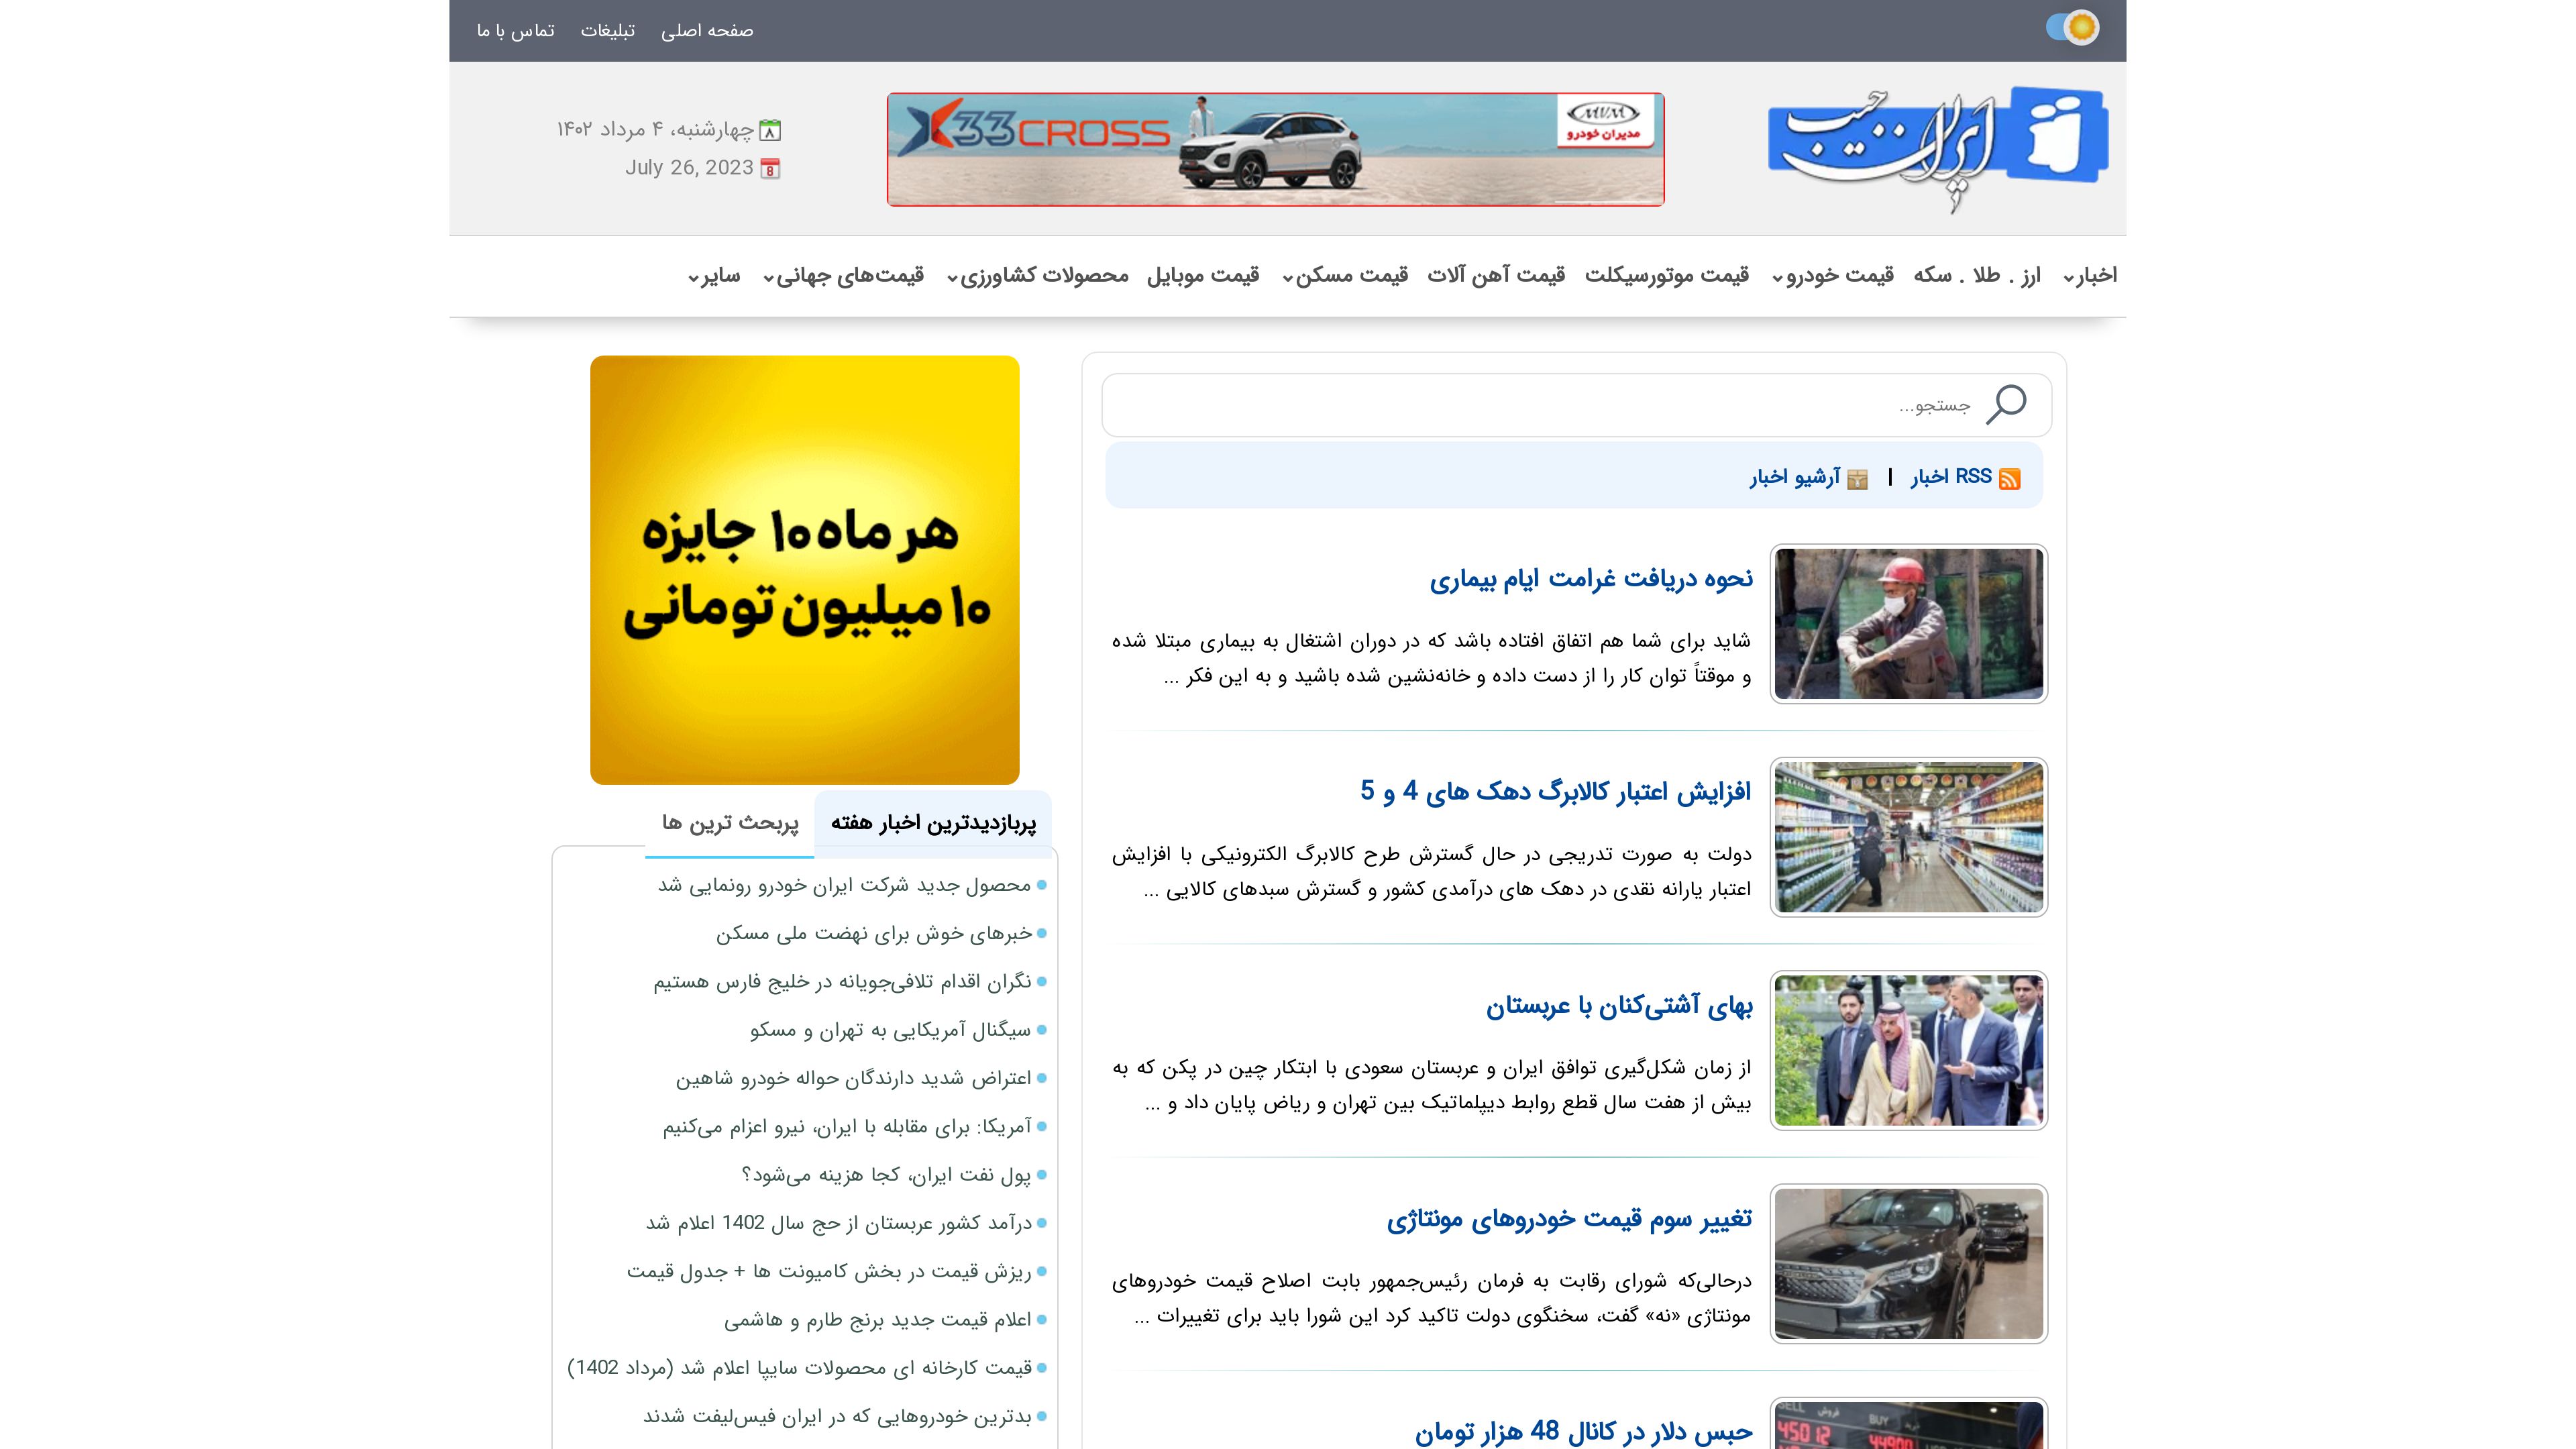 صفحه اصلی
تبلیغات
تماس با ما
ایران جیب
X33CROSS
MVM
مدیران خودرو
چهارشنبه، ۴ مرداد ۱۴۰۲
July 26, 2023
اخبار
ارز . طلا . سکه
قیمت خودرو
قیمت موتورسیکلت
قیمت آهن آلات
قیمت مسکن
قیمت موبایل
محصولات کشاورزی
قیمت‌های جهانی
سایر
جستجو...
RSS اخبار | آرشیو اخبار
نحوه دریافت غرامت ایام بیماری
شاید برای شما هم اتفاق افتاده باشد که در دوران اشتغال به بیماری مبتلا شده
و موقتاً توان کار را از دست داده و خانه‌نشین شده باشید و به این فکر ...
افزایش اعتبار کالابرگ دهک های 4 و 5
دولت به صورت تدریجی در حال گسترش طرح کالابرگ الکترونیکی با افزایش
اعتبار یارانه نقدی در دهک های درآمدی کشور و گسترش سبدهای کالایی ...
بهای آشتی‌کنان با عربستان
از زمان شکل‌گیری توافق ایران و عربستان سعودی با ابتکار چین در پکن که به
بیش از هفت سال قطع روابط دیپلماتیک بین تهران و ریاض پایان داد و ...
تغییر سوم قیمت خودروهای مونتاژی
درحالی‌که شورای رقابت به فرمان رئیس‌جمهور بابت اصلاح قیمت خودروهای
مونتاژی «نه» گفت، سخنگوی دولت تاکید کرد این شورا باید برای تغییرات ...
حبس دلار در کانال 48 هزار تومان
SELL فروش BUY خرید
45012 44900
هر ماه ۱۰ جایزه
۱۰ میلیون تومانی
پربازدیدترین اخبار هفته
پربحث ترین ها
محصول جدید شرکت ایران خودرو رونمایی شد
خبرهای خوش برای نهضت ملی مسکن
نگران اقدام تلافی‌جویانه در خلیج فارس هستیم
سیگنال آمریکایی به تهران و مسکو
اعتراض شدید دارندگان حواله خودرو شاهین
آمریکا: برای مقابله با ایران، نیرو اعزام می‌کنیم
پول نفت ایران، کجا هزینه می‌شود؟
درآمد کشور عربستان از حج سال 1402 اعلام شد
ریزش قیمت در بخش کامیونت ها + جدول قیمت
اعلام قیمت جدید برنج طارم و هاشمی
قیمت کارخانه ای محصولات سایپا اعلام شد (مرداد 1402)
بدترین خودروهایی که در ایران فیس‌لیفت شدند